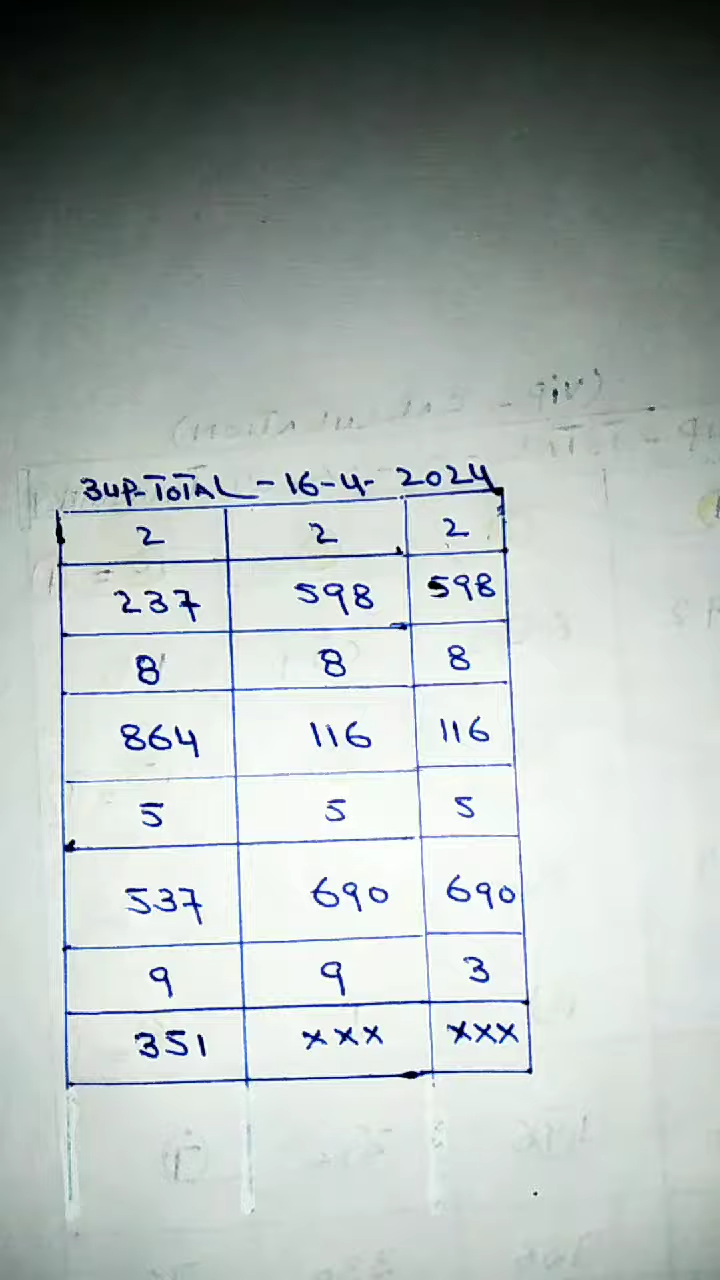 3UP-TOTAL - 16-4-2024
2 2 2
237 598 598
8 8 8
864 116 116
5 5 5
537 690 690
9 9 3
351 xxx xxx